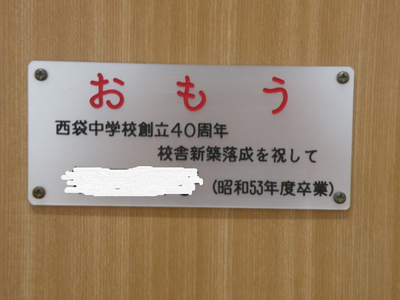 おもう
西袋中学校創立40周年
校舎新築落成を祝して
(昭和53年度卒業)